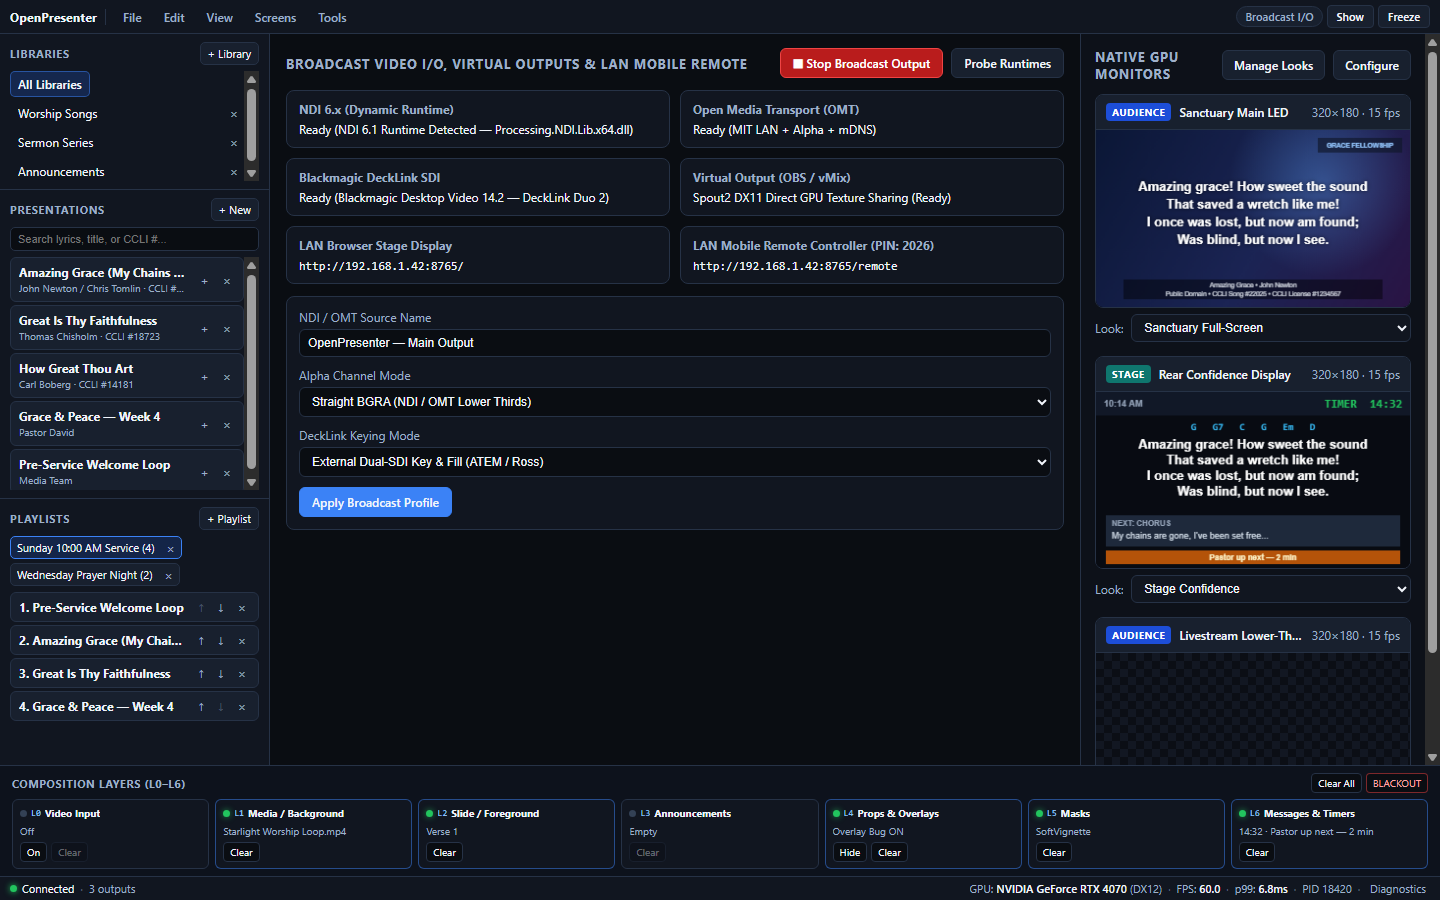 OpenPresenter
File
Edit
View
Screens
Tools
Broadcast I/O
Show
Freeze
LIBRARIES
+ Library
All Libraries
Worship Songs ×
Sermon Series ×
Announcements ×
PRESENTATIONS
+ New
Search lyrics, title, or CCLI #...
Amazing Grace (My Chains ...
John Newton / Chris Tomlin · CCLI #...
+ ×
Great Is Thy Faithfulness
Thomas Chisholm · CCLI #18723
+ ×
How Great Thou Art
Carl Boberg · CCLI #14181
+ ×
Grace & Peace — Week 4
Pastor David
+ ×
Pre-Service Welcome Loop
Media Team
+ ×
PLAYLISTS
+ Playlist
Sunday 10:00 AM Service (4) ×
Wednesday Prayer Night (2) ×
1. Pre-Service Welcome Loop ↑ ↓ ×
2. Amazing Grace (My Chai... ↑ ↓ ×
3. Great Is Thy Faithfulness ↑ ↓ ×
4. Grace & Peace — Week 4 ↑ ↓ ×
BROADCAST VIDEO I/O, VIRTUAL OUTPUTS & LAN MOBILE REMOTE
Stop Broadcast Output
Probe Runtimes
NDI 6.x (Dynamic Runtime)
Ready (NDI 6.1 Runtime Detected — Processing.NDI.Lib.x64.dll)
Open Media Transport (OMT)
Ready (MIT LAN + Alpha + mDNS)
Blackmagic DeckLink SDI
Ready (Blackmagic Desktop Video 14.2 — DeckLink Duo 2)
Virtual Output (OBS / vMix)
Spout2 DX11 Direct GPU Texture Sharing (Ready)
LAN Browser Stage Display
http://192.168.1.42:8765/
LAN Mobile Remote Controller (PIN: 2026)
http://192.168.1.42:8765/remote
NDI / OMT Source Name
OpenPresenter — Main Output
Alpha Channel Mode
Straight BGRA (NDI / OMT Lower Thirds)
DeckLink Keying Mode
External Dual-SDI Key & Fill (ATEM / Ross)
Apply Broadcast Profile
NATIVE GPU
MONITORS
Manage Looks
Configure
AUDIENCE Sanctuary Main LED 320×180 · 15 fps
GRACE FELLOWSHIP
Amazing grace! How sweet the sound
That saved a wretch like me!
I once was lost, but now am found;
Was blind, but now I see.
Amazing Grace • John Newton
Public Domain • CCLI Song #22025 • CCLI License #1234567
Look: Sanctuary Full-Screen
STAGE Rear Confidence Display 320×180 · 15 fps
10:14 AM
TIMER 14:32
G G7 C G Em D
Amazing grace! How sweet the sound
That saved a wretch like me!
I once was lost, but now am found;
Was blind, but now I see.
NEXT: CHORUS
My chains are gone, I've been set free...
Pastor up next — 2 min
Look: Stage Confidence
AUDIENCE Livestream Lower-Th... 320×180 · 15 fps
COMPOSITION LAYERS (L0–L6)
Clear All
BLACKOUT
L0 Video Input
Off
On Clear
L1 Media / Background
Starlight Worship Loop.mp4
Clear
L2 Slide / Foreground
Verse 1
Clear
L3 Announcements
Empty
Clear
L4 Props & Overlays
Overlay Bug ON
Hide Clear
L5 Masks
SoftVignette
Clear
L6 Messages & Timers
14:32 · Pastor up next — 2 min
Clear
Connected · 3 outputs
GPU: NVIDIA GeForce RTX 4070 (DX12) · FPS: 60.0 · p99: 6.8ms · PID 18420 · Diagnostics